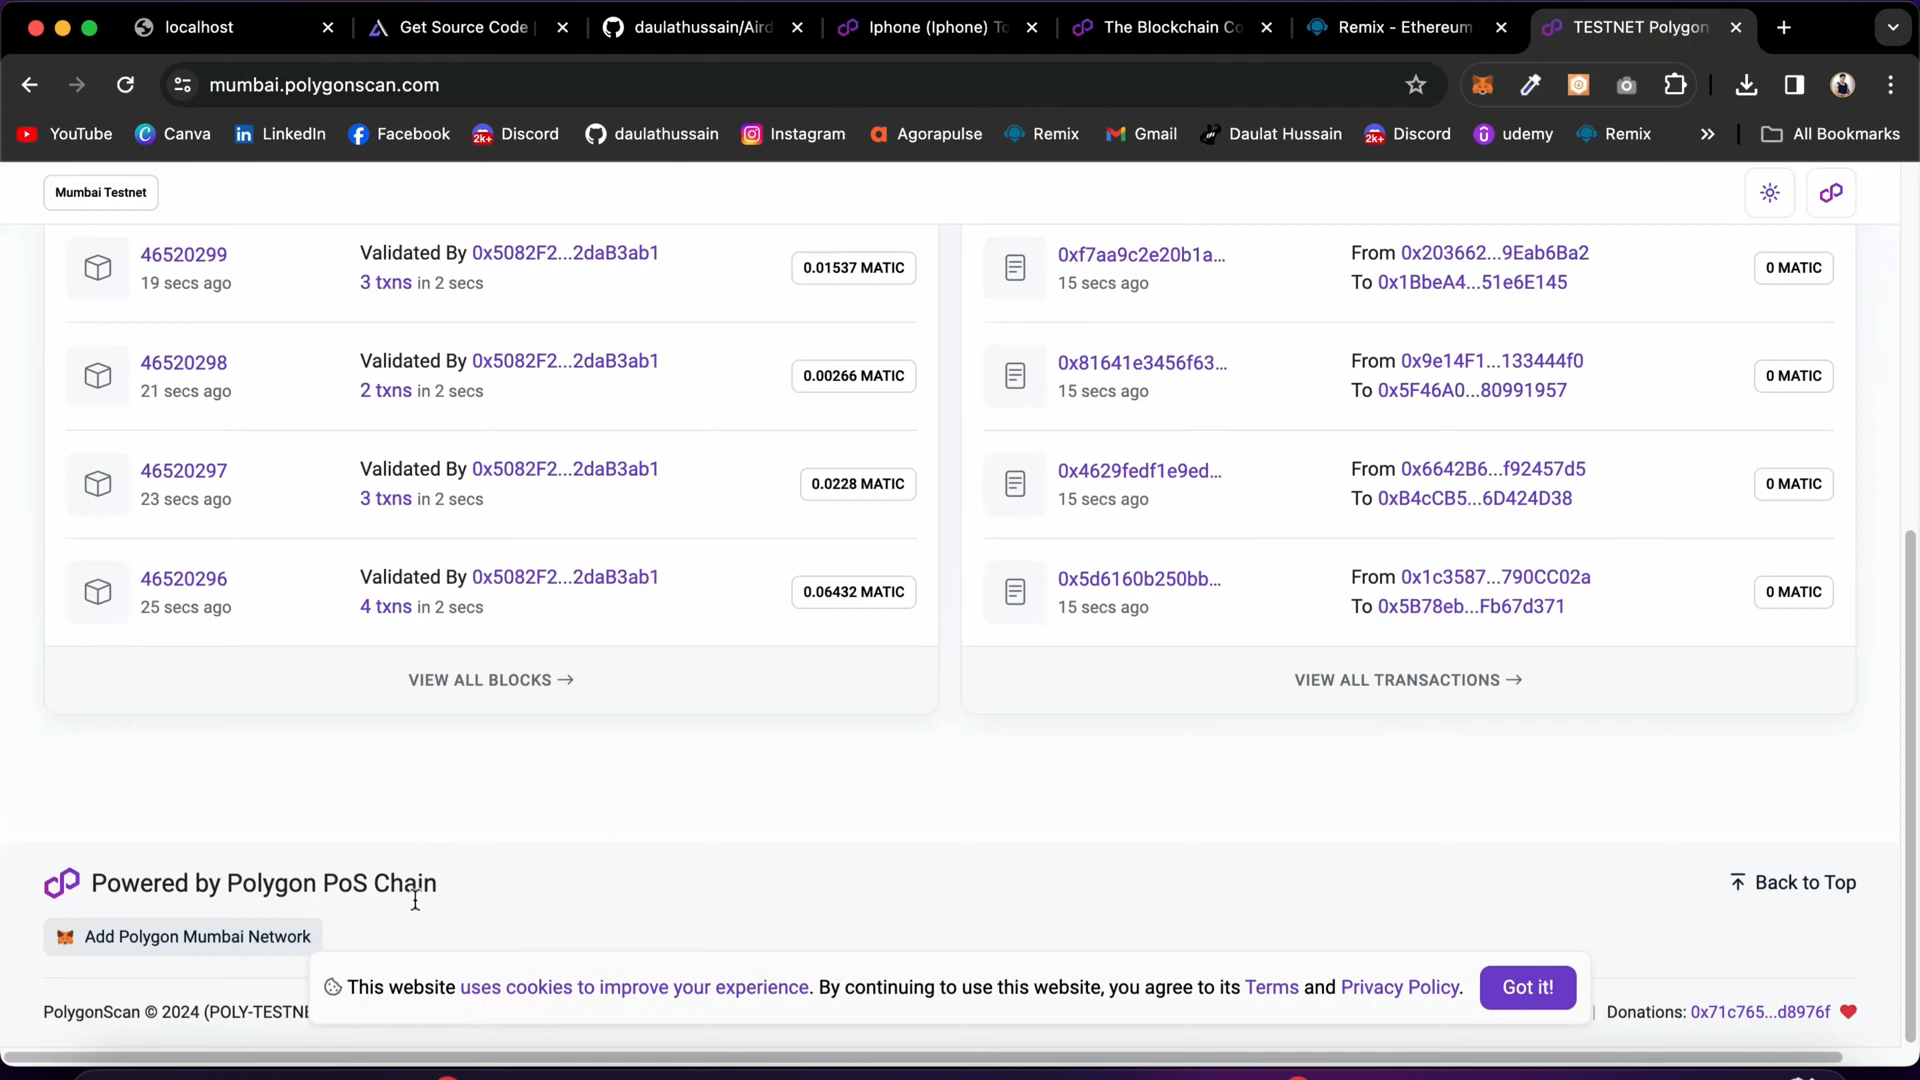 localhost
Get Source Code
daulathussain/Aird
Iphone (Iphone) To
The Blockchain Co
Remix - Ethereum
TESTNET Polygon
mumbai.polygonscan.com
YouTube
Canva
LinkedIn
Facebook
2K+ Discord
daulathussain
Instagram
Agorapulse
Remix
Gmail
Daulat Hussain
2K+ Discord
udemy
Remix
All Bookmarks
Mumbai Testnet
46520299
19 secs ago
Validated By 0x5082F2...2daB3ab1
3 txns in 2 secs
0.01537 MATIC
46520298
21 secs ago
Validated By 0x5082F2...2daB3ab1
2 txns in 2 secs
0.00266 MATIC
46520297
23 secs ago
Validated By 0x5082F2...2daB3ab1
3 txns in 2 secs
0.0228 MATIC
46520296
25 secs ago
Validated By 0x5082F2...2daB3ab1
4 txns in 2 secs
0.06432 MATIC
VIEW ALL BLOCKS →
0xf7aa9c2e20b1a...
15 secs ago
From 0x203662...9Eab6Ba2
To 0x1BbeA4...51e6E145
0 MATIC
0x81641e3456f63...
15 secs ago
From 0x9e14F1...133444f0
To 0x5F46A0...80991957
0 MATIC
0x4629fedf1e9ed...
15 secs ago
From 0x6642B6...f92457d5
To 0xB4cCB5...6D424D38
0 MATIC
0x5d6160b250bb...
15 secs ago
From 0x1c3587...790CC02a
To 0x5B78eb...Fb67d371
0 MATIC
VIEW ALL TRANSACTIONS →
Powered by Polygon PoS Chain
Back to Top
Add Polygon Mumbai Network
This website uses cookies to improve your experience. By continuing to use this website, you agree to its Terms and Privacy Policy.
Got it!
PolygonScan © 2024 (POLY-TESTNE
Donations: 0x71c765...d8976f